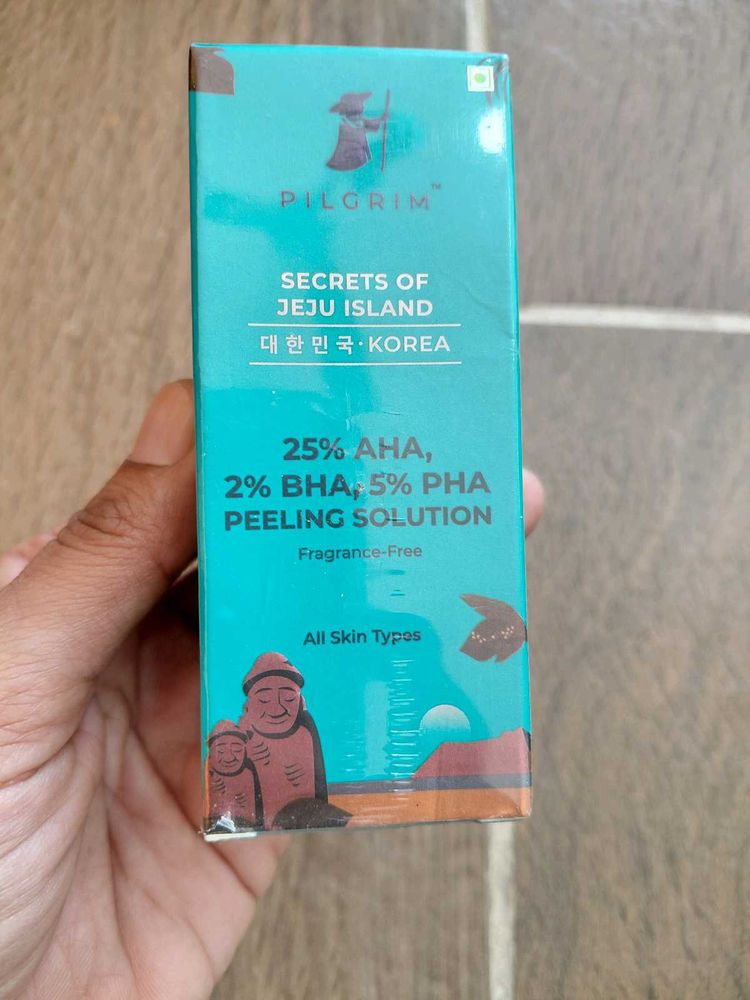 PILGRIM™
SECRETS OF
JEJU ISLAND
대한민국·KOREA
25% AHA,
2% BHA, 5% PHA
PEELING SOLUTION
Fragrance-Free
All Skin Types